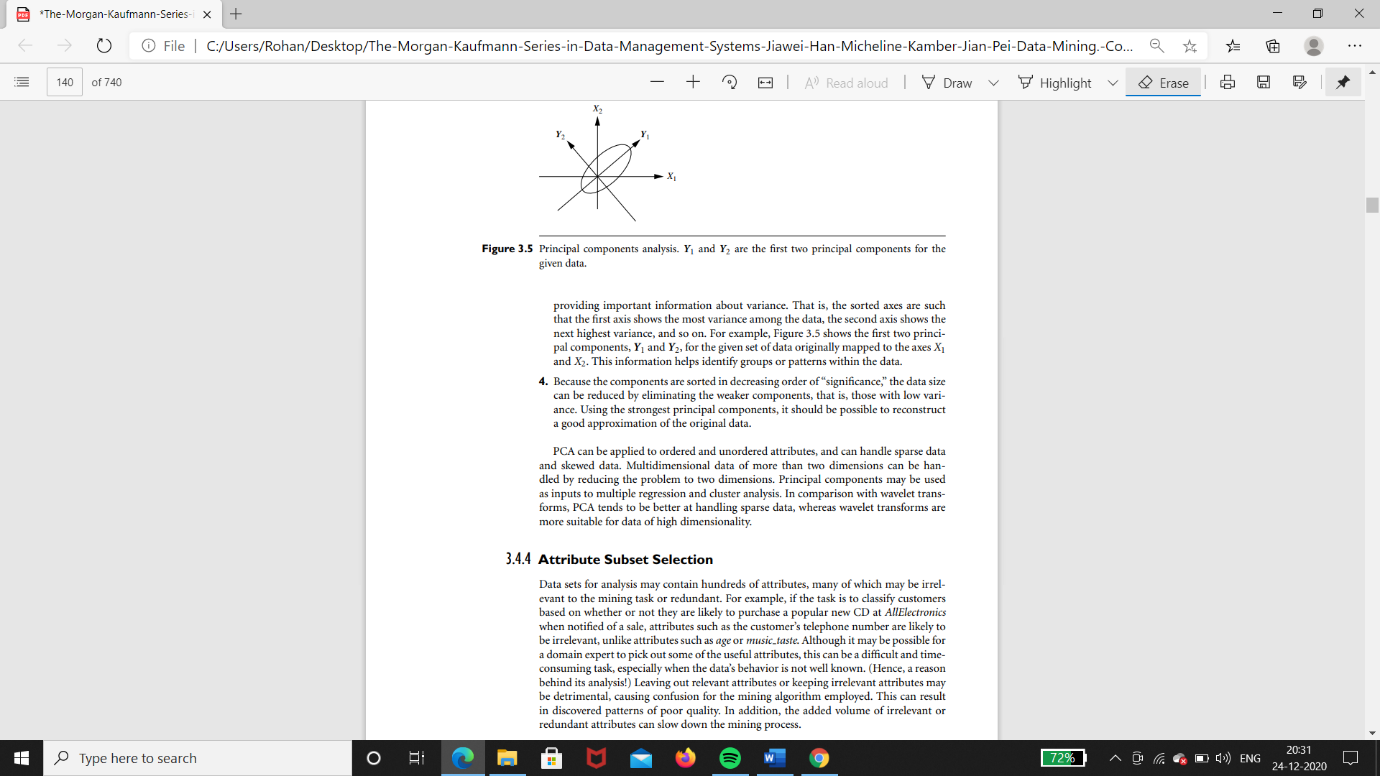 *The-Morgan-Kaufmann-Series-
File
C:/Users/Rohan/Desktop/The-Morgan-Kaufmann-Series-in-Data-Management-Systems-Jiawei-Han-Micheline-Kamber-Jian-Pei-Data-Mining.-Co...
140 of 740
Read aloud
Draw
Highlight
Erase
X₂
Y₂
Y₁
X₁
Figure 3.5 Principal components analysis. Y₁ and Y₂ are the first two principal components for the
given data.
providing important information about variance. That is, the sorted axes are such
that the first axis shows the most variance among the data, the second axis shows the
next highest variance, and so on. For example, Figure 3.5 shows the first two princi-
pal components, Y₁ and Y₂, for the given set of data originally mapped to the axes X₁
and X₂. This information helps identify groups or patterns within the data.
4. Because the components are sorted in decreasing order of “significance,” the data size
can be reduced by eliminating the weaker components, that is, those with low vari-
ance. Using the strongest principal components, it should be possible to reconstruct
a good approximation of the original data.
PCA can be applied to ordered and unordered attributes, and can handle sparse data
and skewed data. Multidimensional data of more than two dimensions can be han-
dled by reducing the problem to two dimensions. Principal components may be used
as inputs to multiple regression and cluster analysis. In comparison with wavelet trans-
forms, PCA tends to be better at handling sparse data, whereas wavelet transforms are
more suitable for data of high dimensionality.
3.4.4 Attribute Subset Selection
Data sets for analysis may contain hundreds of attributes, many of which may be irrel-
evant to the mining task or redundant. For example, if the task is to classify customers
based on whether or not they are likely to purchase a popular new CD at AllElectronics
when notified of a sale, attributes such as the customer’s telephone number are likely to
be irrelevant, unlike attributes such as age or music_taste. Although it may be possible for
a domain expert to pick out some of the useful attributes, this can be a difficult and time-
consuming task, especially when the data’s behavior is not well known. (Hence, a reason
behind its analysis!) Leaving out relevant attributes or keeping irrelevant attributes may
be detrimental, causing confusion for the mining algorithm employed. This can result
in discovered patterns of poor quality. In addition, the added volume of irrelevant or
redundant attributes can slow down the mining process.
Type here to search
72%
ENG
20:31
24-12-2020